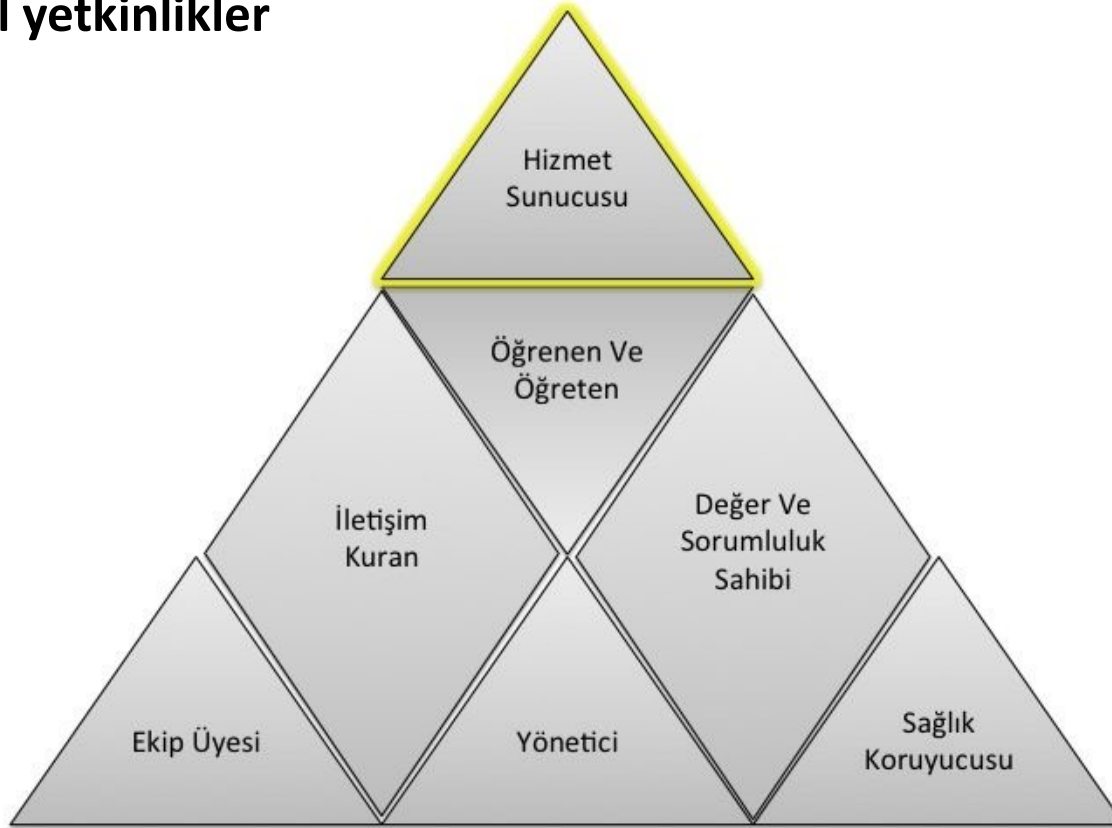 yetkinlikler
Hizmet
Sunucusu
Öğrenen Ve
Öğreten
İletişim
Kuran
Değer Ve
Sorumluluk
Sahibi
Ekip Üyesi
Yönetici
Sağlık
Koruyucusu